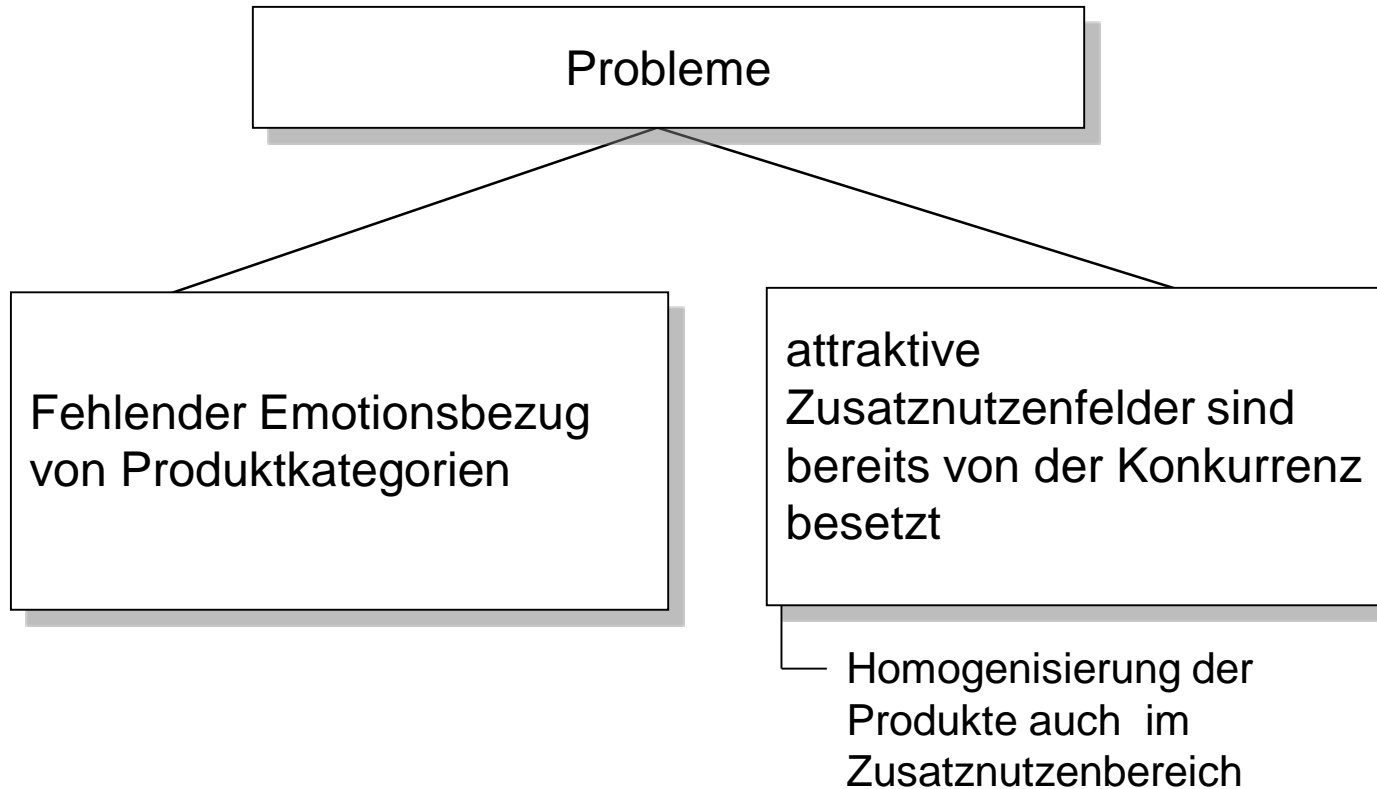 Probleme
Fehlender Emotionsbezug
von Produktkategorien
attraktive
Zusatznutzenfelder sind
bereits von der Konkurrenz
besetzt
Homogenisierung der
Produkte auch im
Zusatznutzenbereich